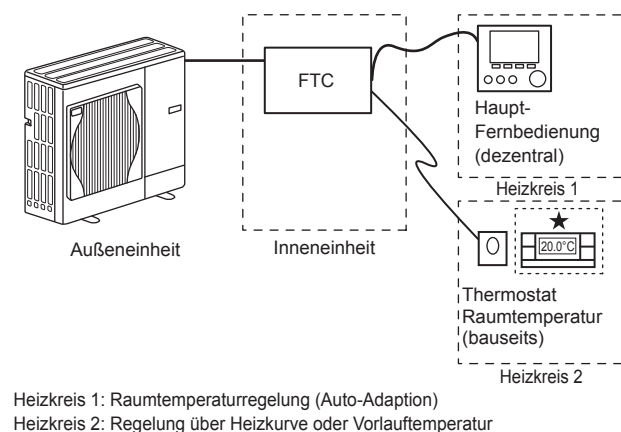 FTC
Haupt-
Fernbedienung
(dezentral)
Heizkreis 1
Außeneinheit
Inneneinheit
20.0°C
Thermostat
Raumtemperatur
(bauseits)
Heizkreis 2
Heizkreis 1: Raumtemperaturregelung (Auto-Adaption)
Heizkreis 2: Regelung über Heizkurve oder Vorlauftemperatur